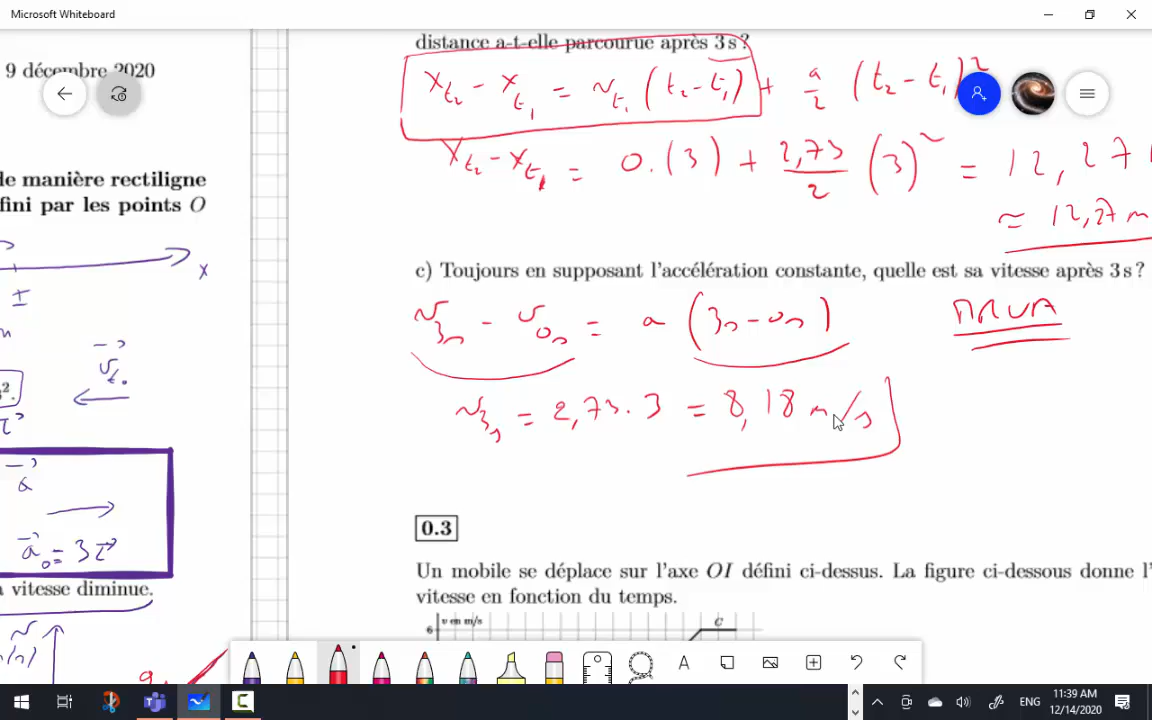 Microsoft Whiteboard
9 décembre 2020
de manière rectiligne
fini par les points O
x
a⃗
a⃗₀ = 3 i⃗
a vitesse diminue.
distance a-t-elle parcourue après 3 s ?
x_t₂ - x_t₁ = v_t₁ (t₂ - t₁) + a/2 (t₂ - t₁)²
x_t₂ - x_t₁ = 0.(3) + 2,73/2 (3)² = 12,27
≈ 12,27 m
c) Toujours en supposant l'accélération constante, quelle est sa vitesse après 3 s ?
v_3s - v_0s = a (3s - 0s) MRUA
v_3s = 2,73 . 3 = 8,18 m/s
0.3
Un mobile se déplace sur l'axe OI défini ci-dessus. La figure ci-dessous donne l'
vitesse en fonction du temps.
v en m/s
6
C
A
ENG
11:39 AM
12/14/2020